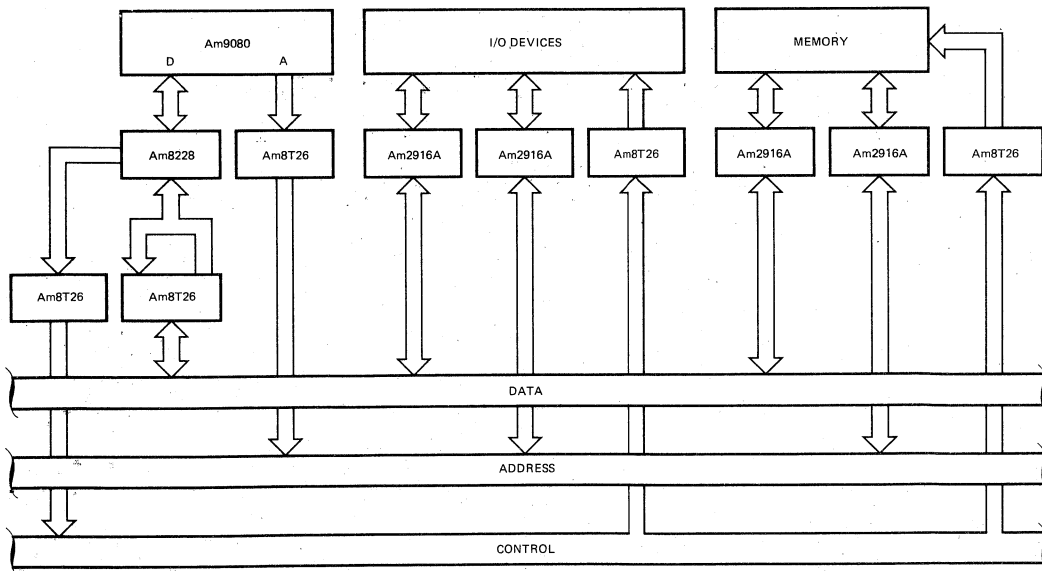 Am9080
D A
I/O DEVICES
MEMORY
Am8228
Am8T26
Am2916A
Am2916A
Am8T26
Am2916A
Am2916A
Am8T26
Am8T26
Am8T26
DATA
ADDRESS
CONTROL